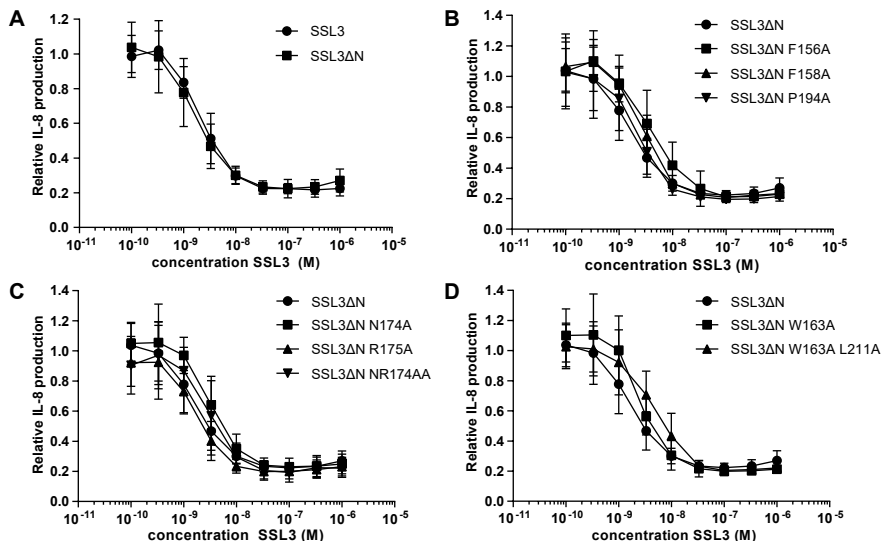 A
Relative IL-8 production
1.4
1.2
1.0
0.8
0.6
0.4
0.2
0.0
SSL3
SSL3ΔN
10-11 10-10 10-9 10-8 10-7 10-6 10-5
concentration SSL3 (M)
B
Relative IL-8 production
1.4
1.2
1.0
0.8
0.6
0.4
0.2
0.0
SSL3ΔN
SSL3ΔN F156A
SSL3ΔN F158A
SSL3ΔN P194A
10-11 10-10 10-9 10-8 10-7 10-6 10-5
concentration SSL3 (M)
C
Relative IL-8 production
1.4
1.2
1.0
0.8
0.6
0.4
0.2
0.0
SSL3ΔN
SSL3ΔN N174A
SSL3ΔN R175A
SSL3ΔN NR174AA
10-11 10-10 10-9 10-8 10-7 10-6 10-5
concentration SSL3 (M)
D
Relative IL-8 production
1.4
1.2
1.0
0.8
0.6
0.4
0.2
0.0
SSL3ΔN
SSL3ΔN W163A
SSL3ΔN W163A L211A
10-11 10-10 10-9 10-8 10-7 10-6 10-5
concentration SSL3 (M)